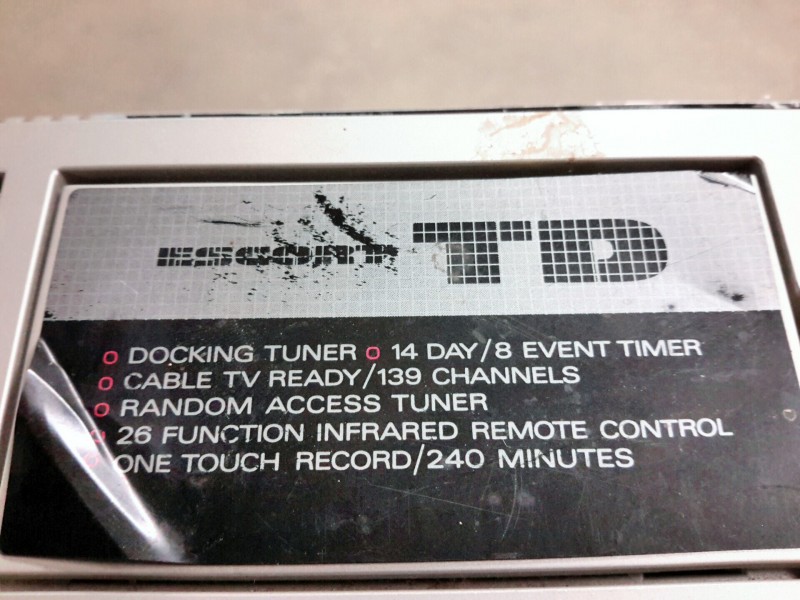 ESCORT TD
DOCKING TUNER 14 DAY/8 EVENT TIMER
CABLE TV READY/139 CHANNELS
RANDOM ACCESS TUNER
26 FUNCTION INFRARED REMOTE CONTROL
ONE TOUCH RECORD/240 MINUTES